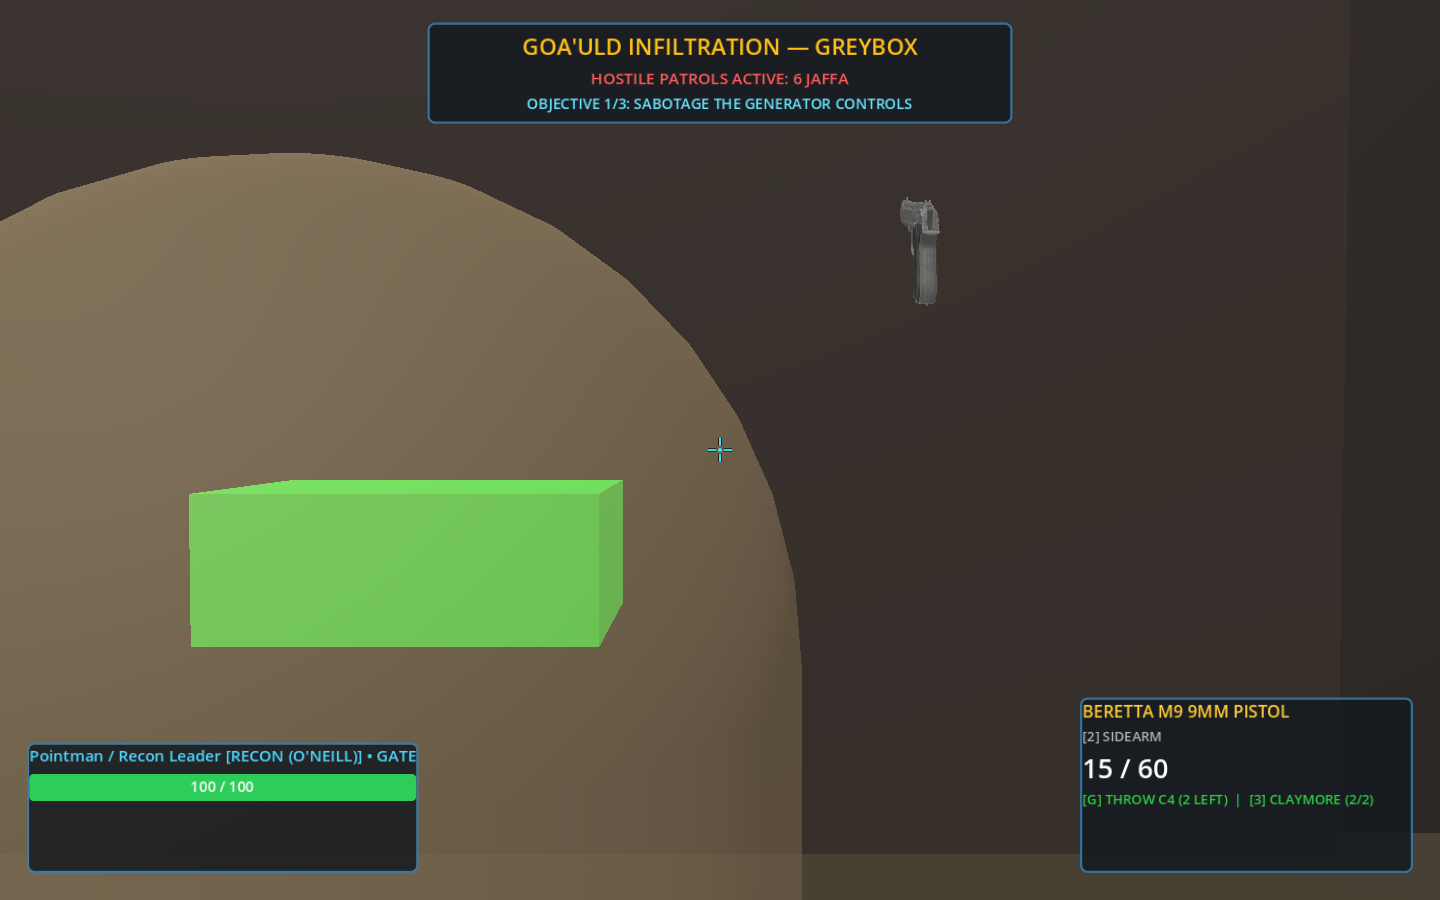 GOA'ULD INFILTRATION — GREYBOX
HOSTILE PATROLS ACTIVE: 6 JAFFA
OBJECTIVE 1/3: SABOTAGE THE GENERATOR CONTROLS
Pointman / Recon Leader [RECON (O'NEILL)] • GATE
100 / 100
BERETTA M9 9MM PISTOL
[2] SIDEARM
15 / 60
[G] THROW C4 (2 LEFT) | [3] CLAYMORE (2/2)